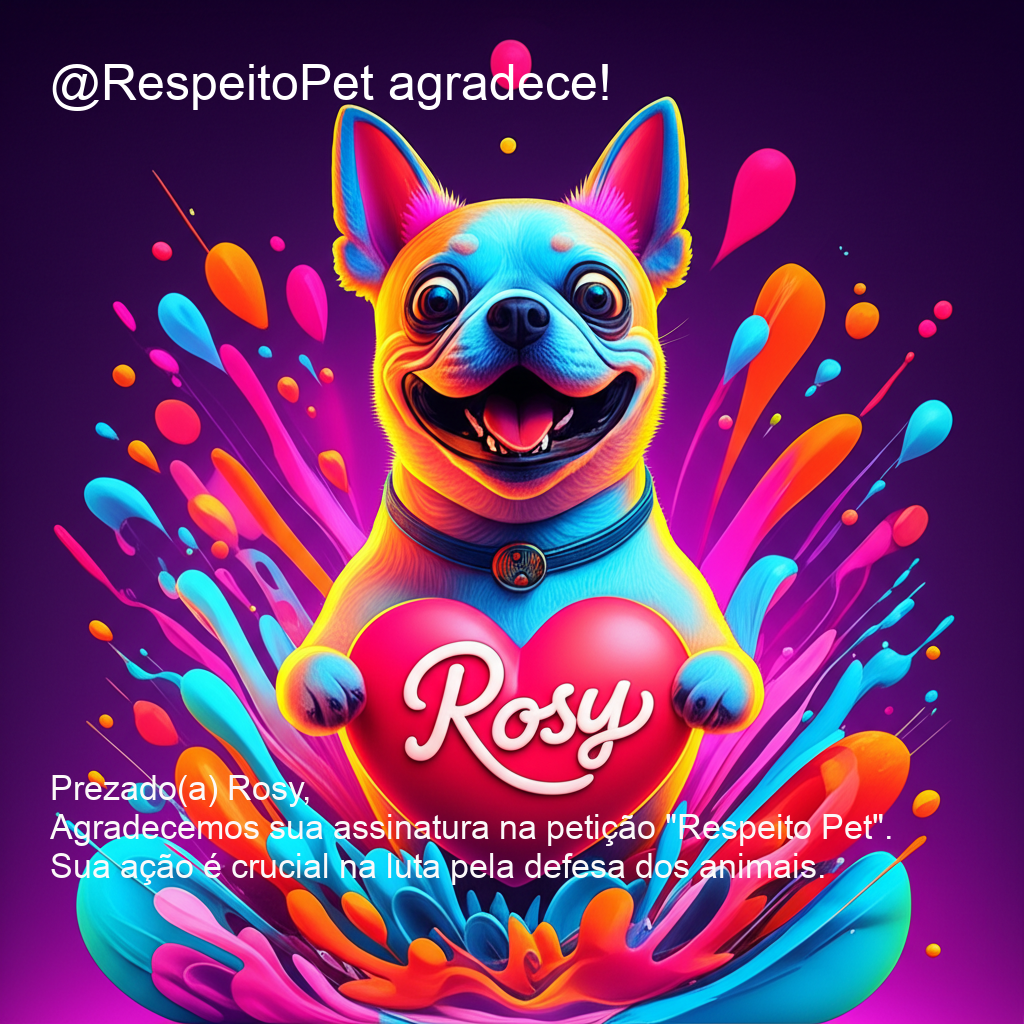 @RespeitoPet agradece!
Rosy
Prezado(a) Rosy,
Agradecemos sua assinatura na petição "Respeito Pet".
Sua ação é crucial na luta pela defesa dos animais.